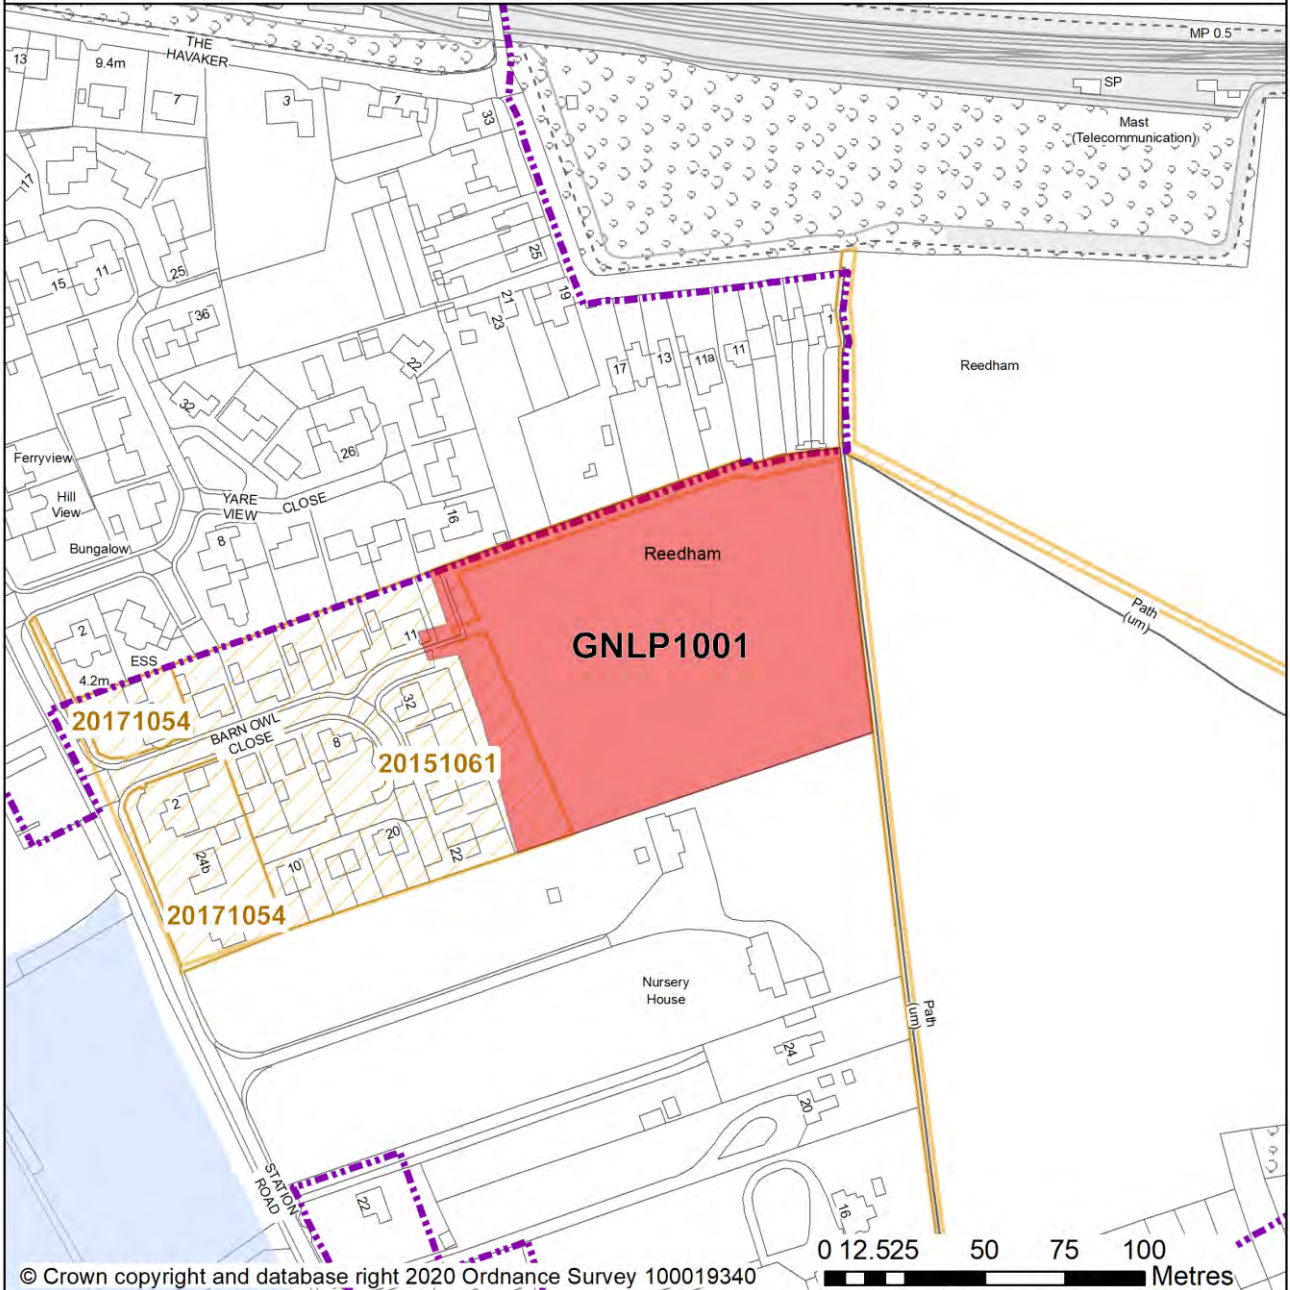 MP 0.5
THE
HAVAKER
13
9.4m
7
3
1
33
SP
Mast
(Telecommunication)
17
15
11
25
25
36
21
23
19
22
17
13
11a
11
1
Reedham
32
26
Ferryview
Hill
View
Bungalow
YARE
VIEW
CLOSE
16
8
Reedham
GNLP1001
Path
(um)
2
ESS
4.2m
11
20171054
BARN OWL
CLOSE
32
8
20151061
2
24b
10
20
22
20171054
Nursery
House
Path
(um)
24
20
STATION
ROAD
22
16
0 12.525 50 75 100
Metres
© Crown copyright and database right 2020 Ordnance Survey 100019340